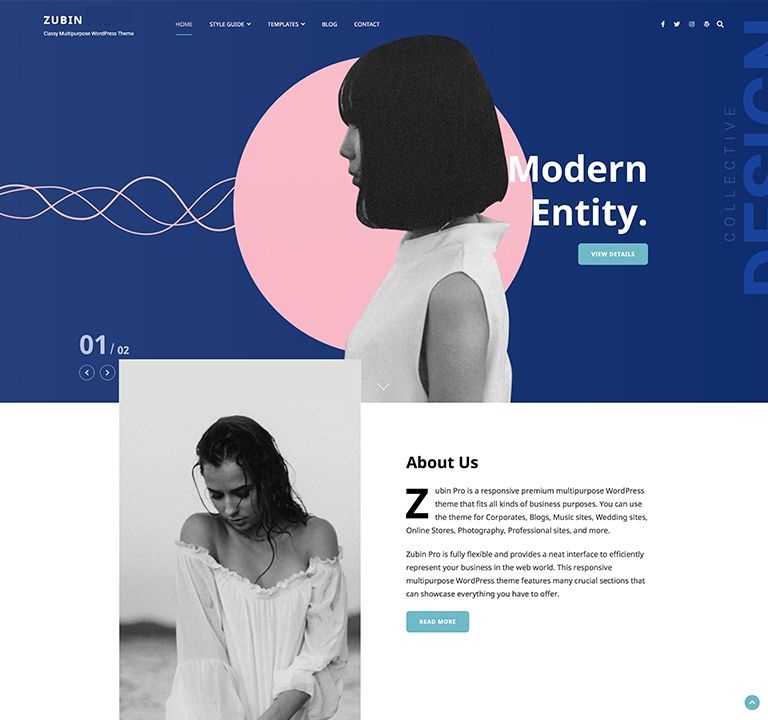 ZUBIN
Classy Multipurpose WordPress Theme
HOME
STYLE GUIDE
TEMPLATES
BLOG
CONTACT
COLLECTIVE
DESIGN
Modern
Entity.
VIEW DETAILS
01 / 02
About Us
Zubin Pro is a responsive premium multipurpose WordPress
theme that fits all kinds of business purposes. You can use
the theme for Corporates, Blogs, Music sites, Wedding sites,
Online Stores, Photography, Professional sites, and more.
Zubin Pro is fully flexible and provides a neat interface to efficiently
represent your business in the web world. This responsive
multipurpose WordPress theme features many crucial sections that
can showcase everything you have to offer.
READ MORE